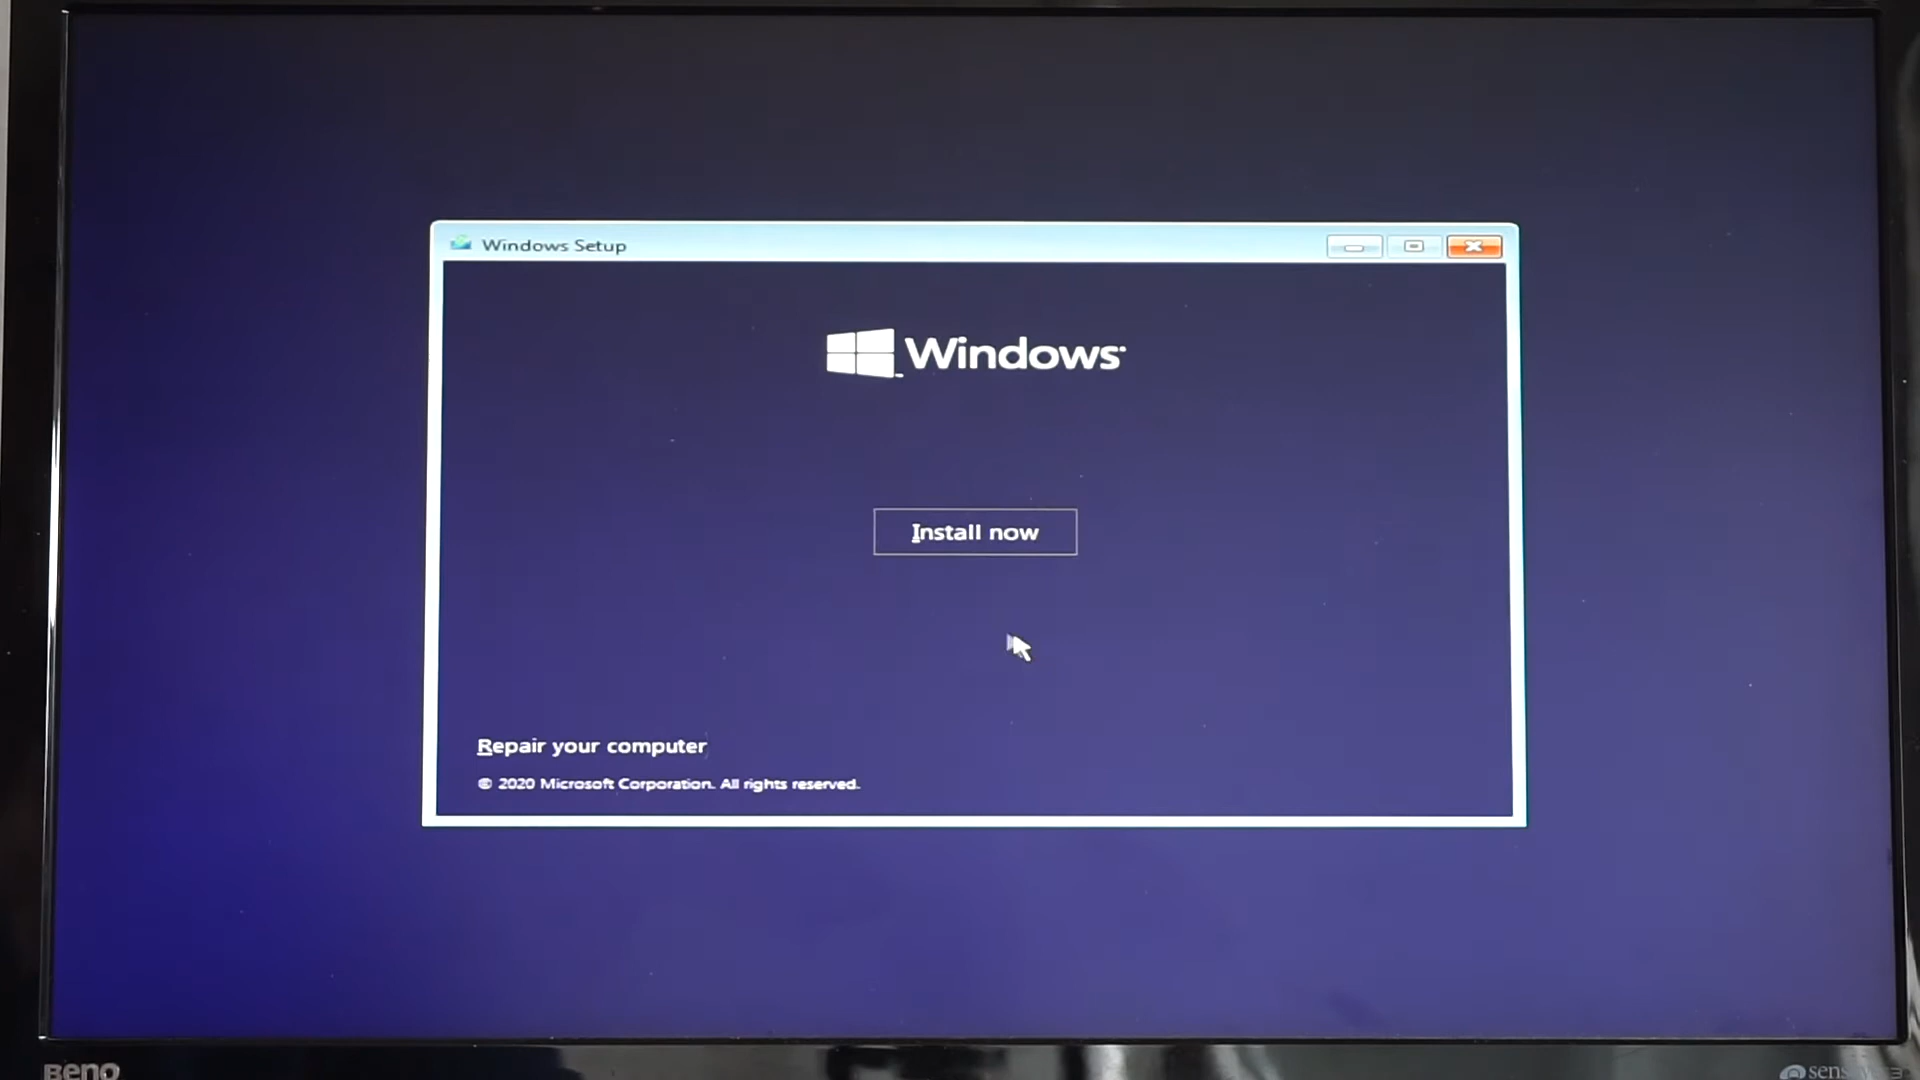 Windows Setup
Windows
Install now
Repair your computer
© 2020 Microsoft Corporation. All rights reserved.
BenQ